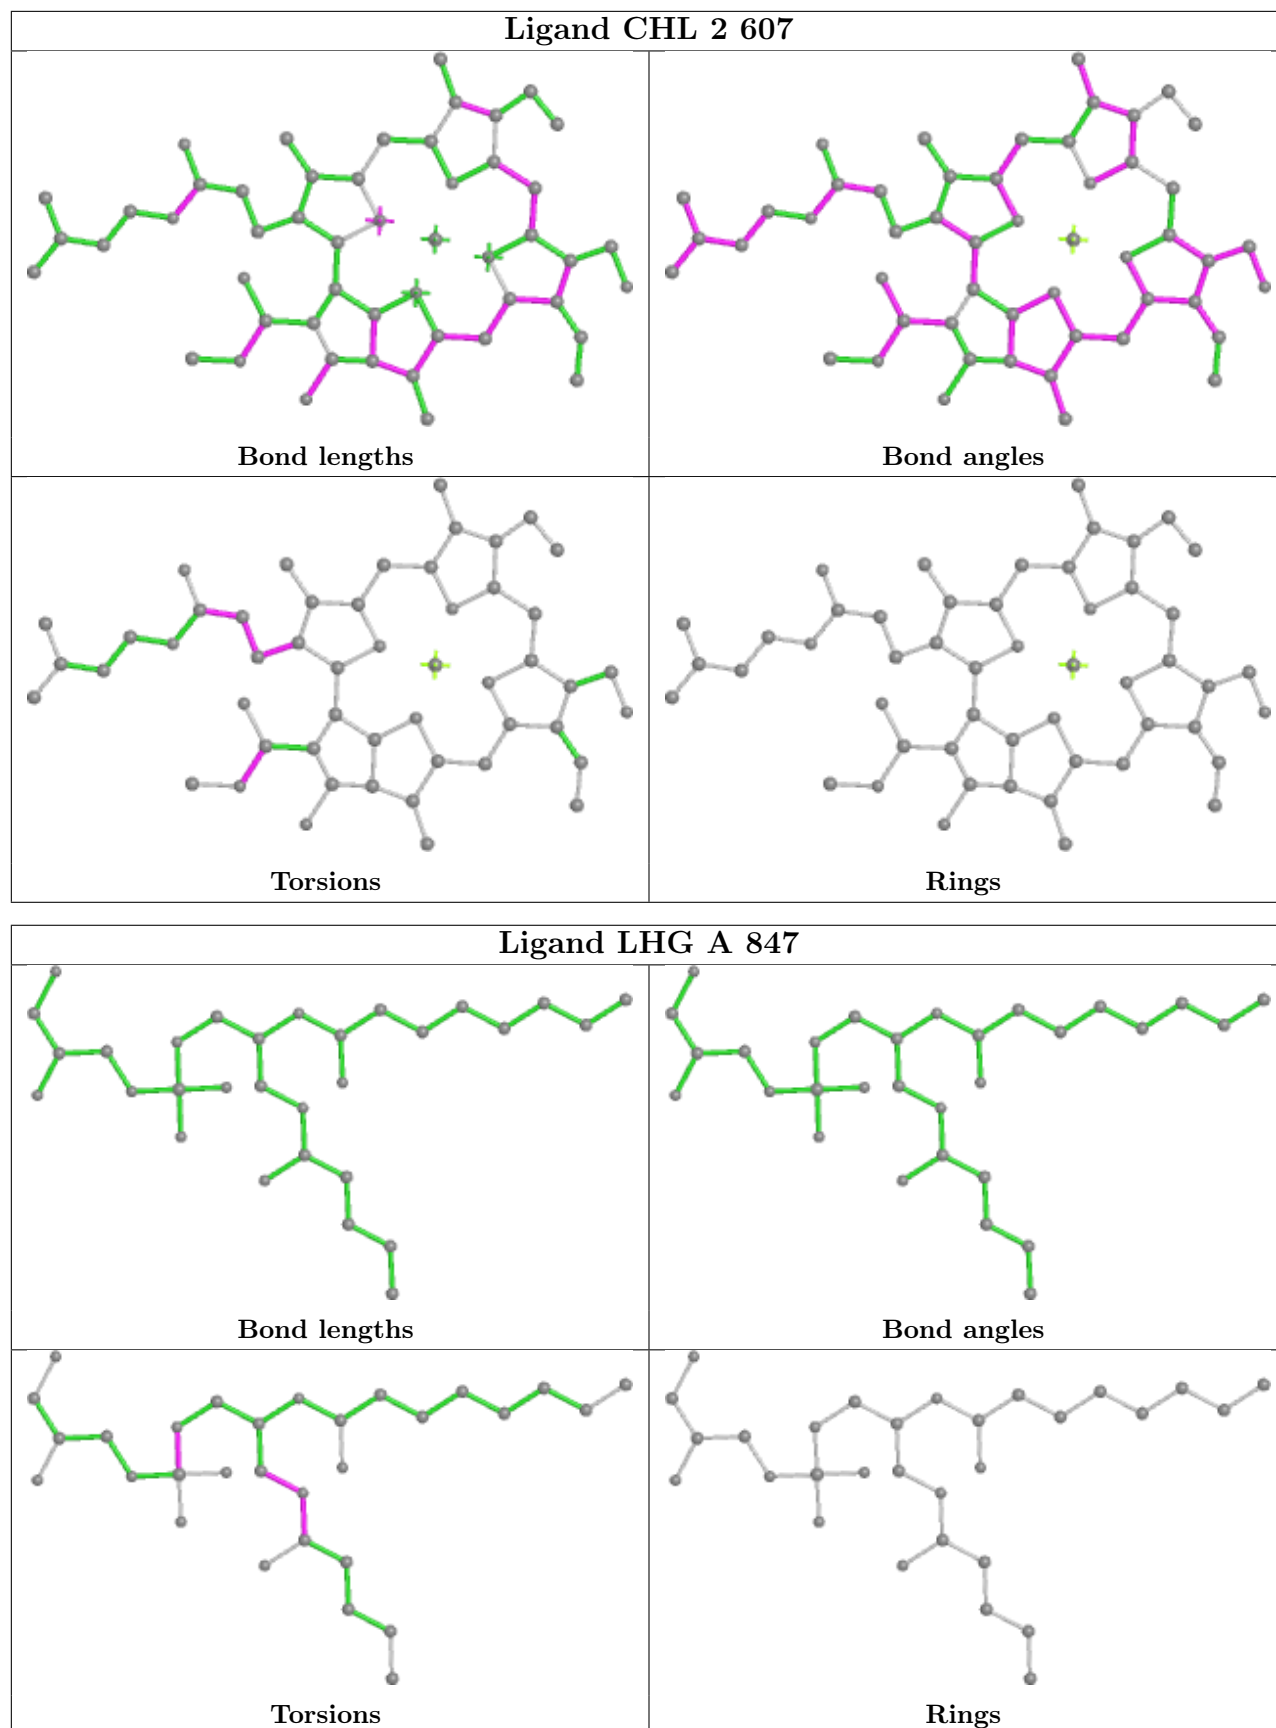 Ligand CHL 2 607
Bond lengths
Bond angles
Torsions
Rings
Ligand LHG A 847
Bond lengths
Bond angles
Torsions
Rings